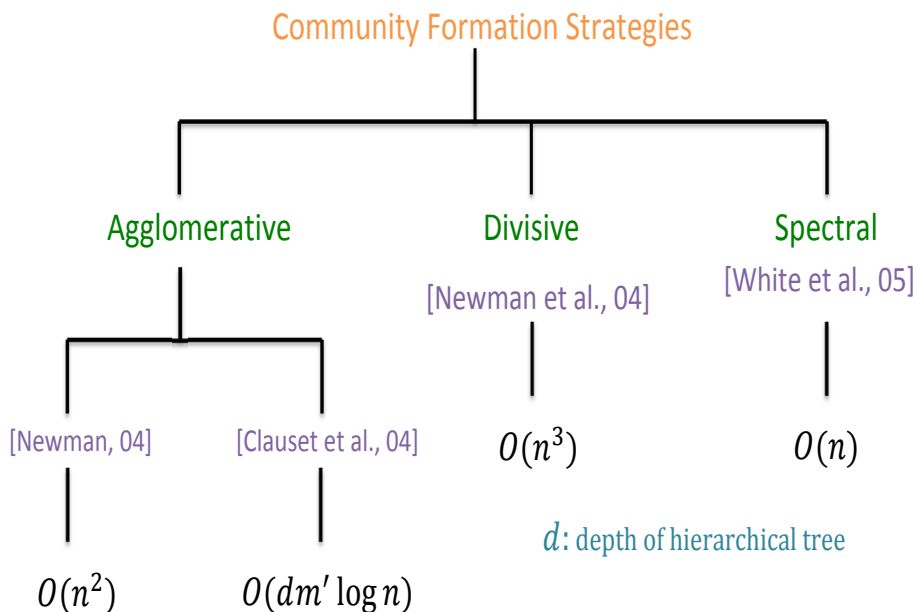 Community Formation Strategies
Agglomerative
Divisive
Spectral
[Newman et al., 04]
[White et al., 05]
[Newman, 04]
[Clauset et al., 04]
O(n³)
O(n)
d: depth of hierarchical tree
O(n²)
O(dm′ log n)